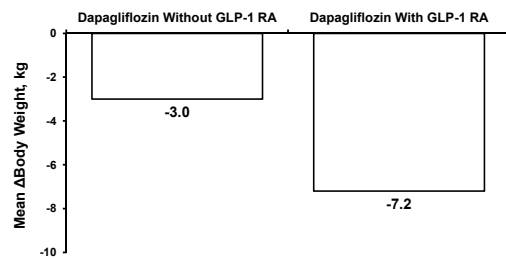 Dapagliflozin Without GLP-1 RA
Dapagliflozin With GLP-1 RA
Mean ΔBody Weight, kg
0
-2
-4
-6
-8
-10
-3.0
-7.2